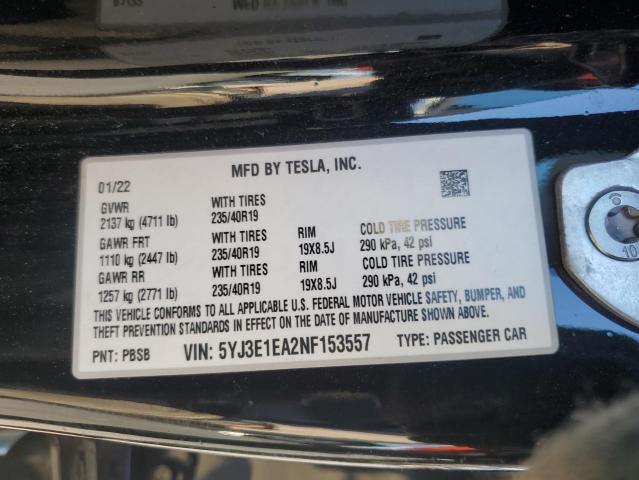 MFD BY TESLA, INC.
01/22
GVWR WITH TIRES
2137 kg (4711 lb) 235/40R19
GAWR FRT WITH TIRES RIM COLD TIRE PRESSURE
1110 kg (2447 lb) 235/40R19 19X8.5J 290 kPa, 42 psi
GAWR RR WITH TIRES RIM COLD TIRE PRESSURE
1257 kg (2771 lb) 235/40R19 19X8.5J 290 kPa, 42 psi
THIS VEHICLE CONFORMS TO ALL APPLICABLE U.S. FEDERAL MOTOR VEHICLE SAFETY, BUMPER, AND
THEFT PREVENTION STANDARDS IN EFFECT ON THE DATE OF MANUFACTURE SHOWN ABOVE.
PNT: PBSB VIN: 5YJ3E1EA2NF153557 TYPE: PASSENGER CAR
10